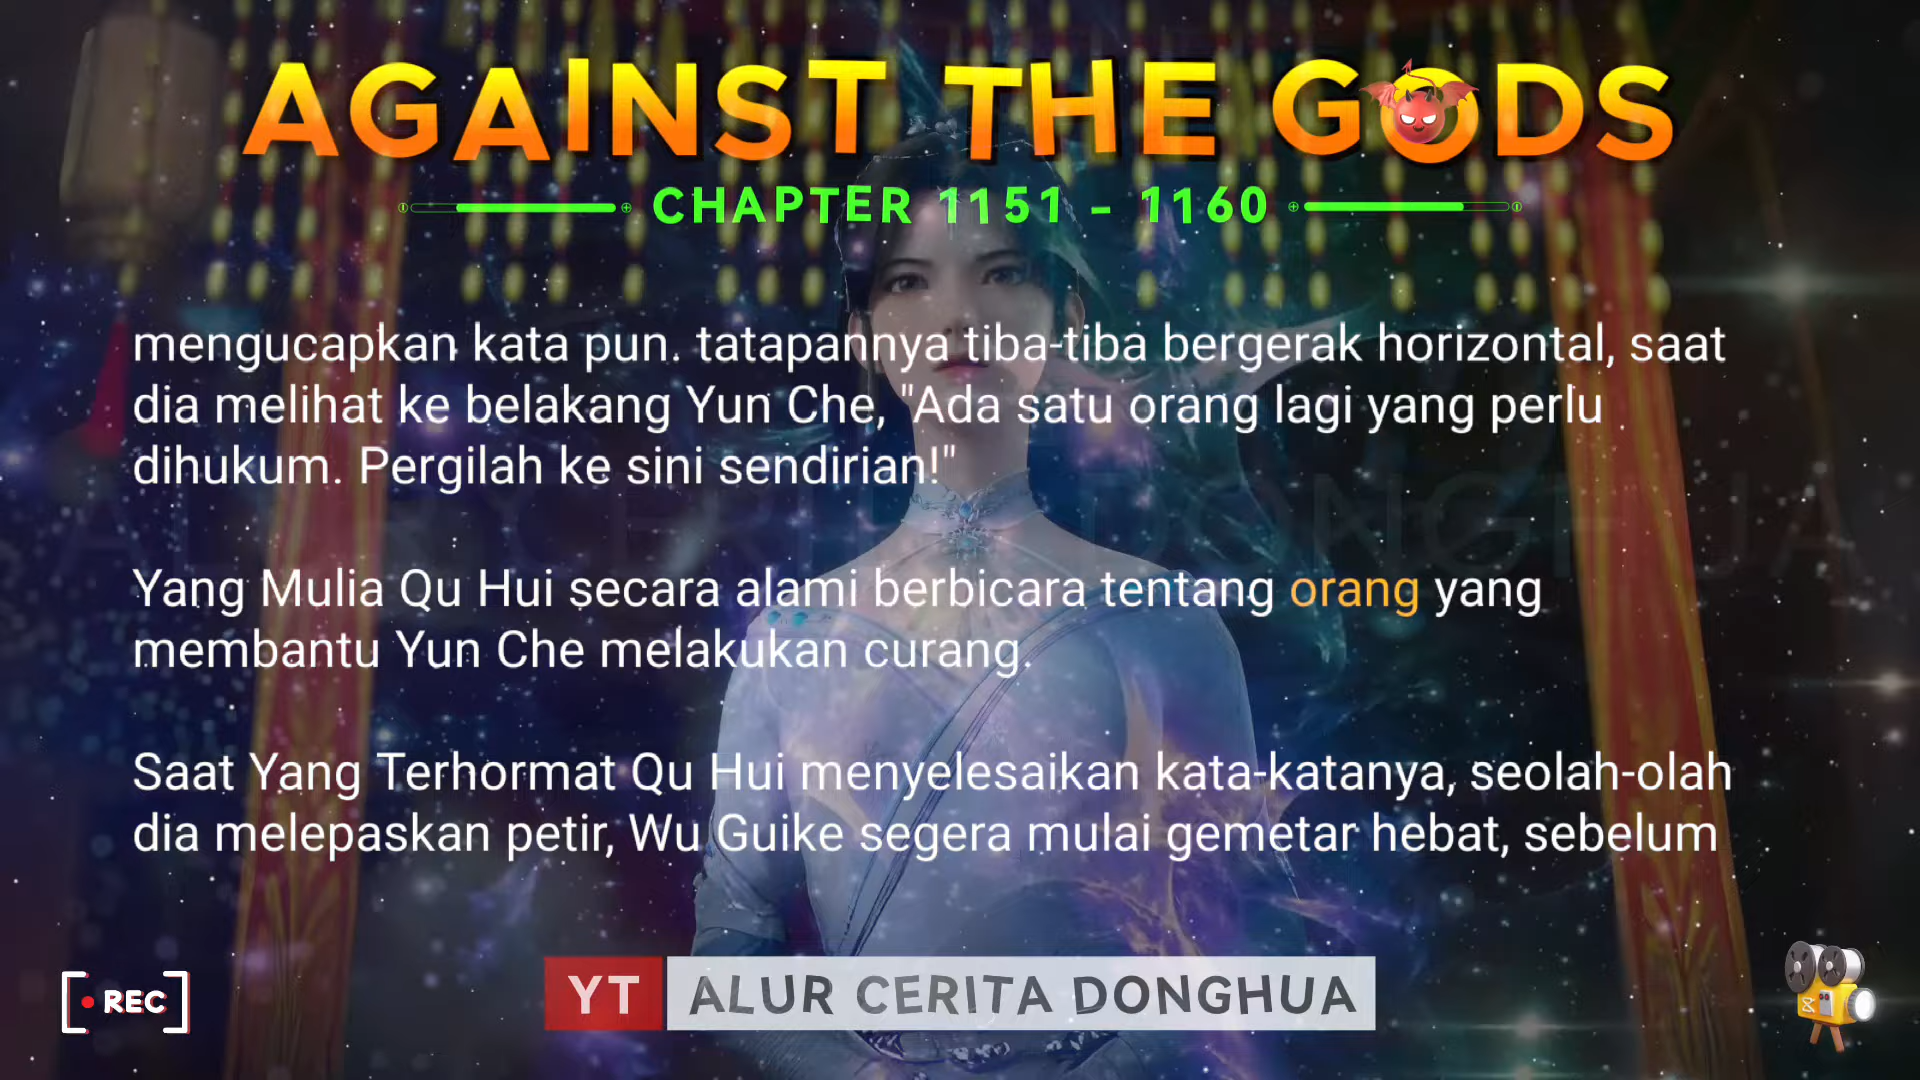 AGAINST THE GODS
CHAPTER 1151 - 1160
mengucapkan kata pun. tatapannya tiba-tiba bergerak horizontal, saat
dia melihat ke belakang Yun Che, "Ada satu orang lagi yang perlu
dihukum. Pergilah ke sini sendirian!"
Yang Mulia Qu Hui secara alami berbicara tentang orang yang
membantu Yun Che melakukan curang.
Saat Yang Terhormat Qu Hui menyelesaikan kata-katanya, seolah-olah
dia melepaskan petir, Wu Guike segera mulai gemetar hebat, sebelum
REC
YT ALUR CERITA DONGHUA